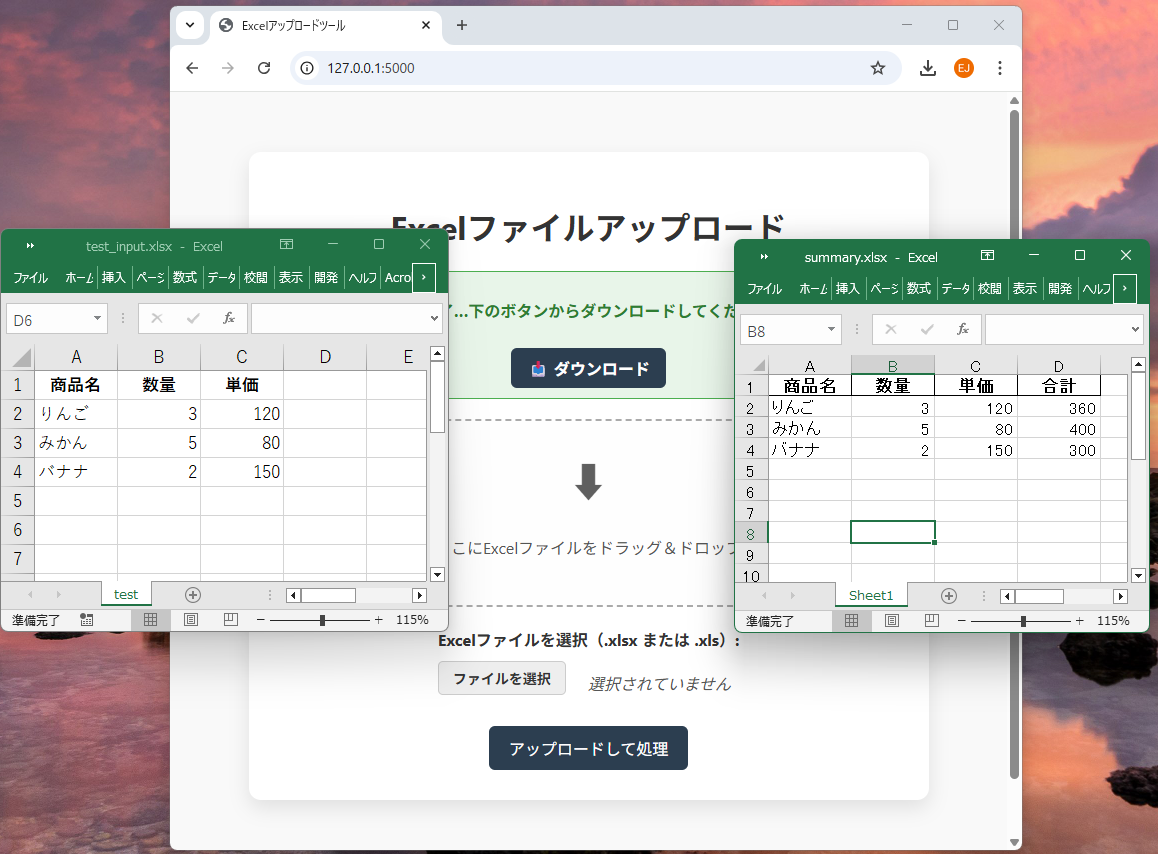 Excelアップロードツール
127.0.0.1:5000
EJ
Excelファイルアップロード
...下のボタンからダウンロードしてくだ
ダウンロード
こにExcelファイルをドラッグ＆ドロップ
Excelファイルを選択（.xlsx または .xls）:
ファイルを選択
選択されていません
アップロードして処理
test_input.xlsx - Excel
ファイル ホーム 挿入 ページ 数式 データ 校閲 表示 開発 ヘルプ Acro
D6
fx
A B C D E
1 商品名 数量 単価
2 りんご 3 120
3 みかん 5 80
4 バナナ 2 150
5
6
7
test
準備完了
115%
summary.xlsx - Excel
ファイル ホーム 挿入 ページ 数式 データ 校閲 表示 開発 ヘルプ
B8
fx
A B C D
1 商品名 数量 単価 合計
2 りんご 3 120 360
3 みかん 5 80 400
4 バナナ 2 150 300
5
6
7
8
9
10
Sheet1
準備完了
115%